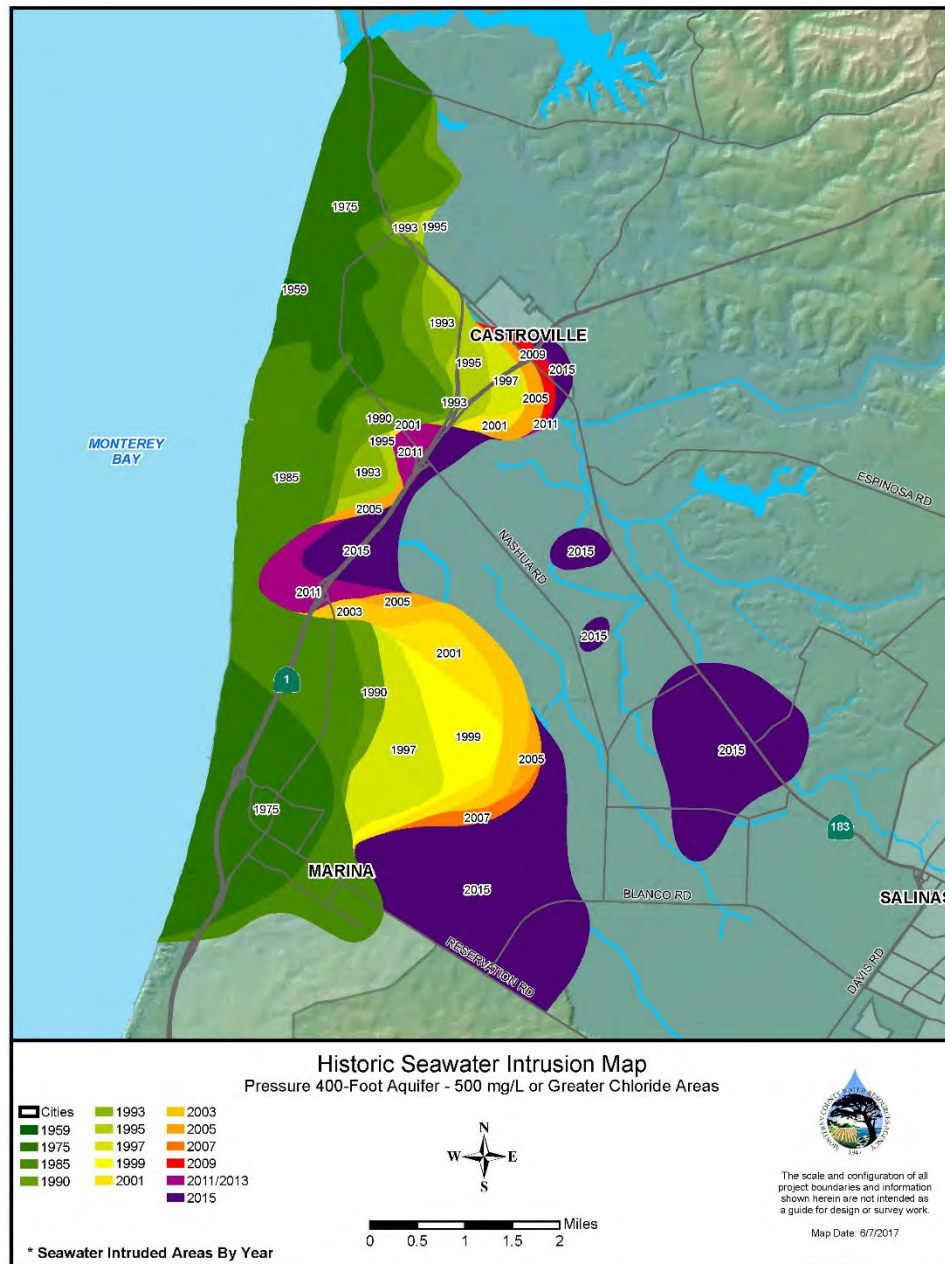 1975
1993
1995
1959
1993
CASTROVILLE
2009
1995
2015
1997
2005
1993
1990
2001
2001
2011
1995
2011
MONTEREY
BAY
1993
1985
ESPINOSA RD
2005
2015
2015
NASHUA RD
2011
2005
2003
2015
2001
1
1990
1999
1997
2015
2005
1975
2007
183
MARINA
2015
BLANCO RD
SALINAS
RESERVATION RD
DAVIS RD
Historic Seawater Intrusion Map
Pressure 400-Foot Aquifer - 500 mg/L or Greater Chloride Areas
Cities
1959
1975
1985
1990
1993
1995
1997
1999
2001
2003
2005
2007
2009
2011/2013
2015
N
W E
S
Miles
0 0.5 1 1.5 2
* Seawater Intruded Areas By Year
MONTEREY COUNTY WATER RESOURCES AGENCY
1947
The scale and configuration of all
project boundaries and information
shown herein are not intended as
a guide for design or survey work.
Map Date: 6/7/2017